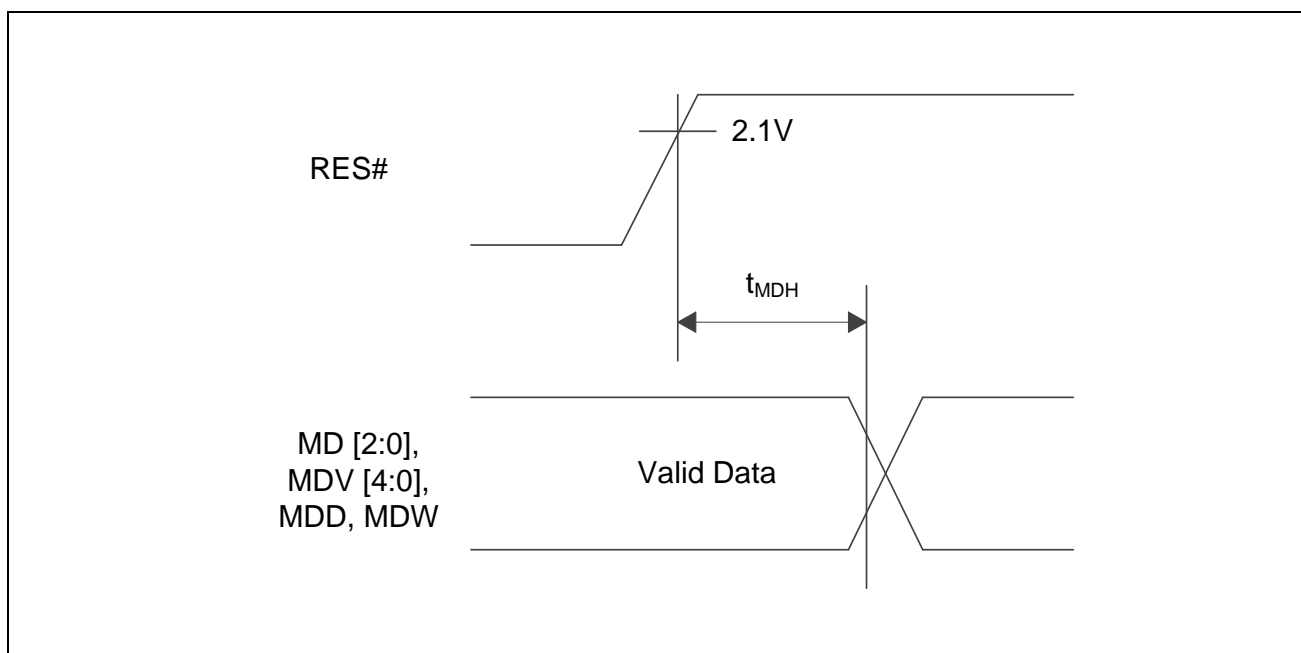 2.1V
RES#
tMDH
MD [2:0],
MDV [4:0],
MDD, MDW
Valid Data